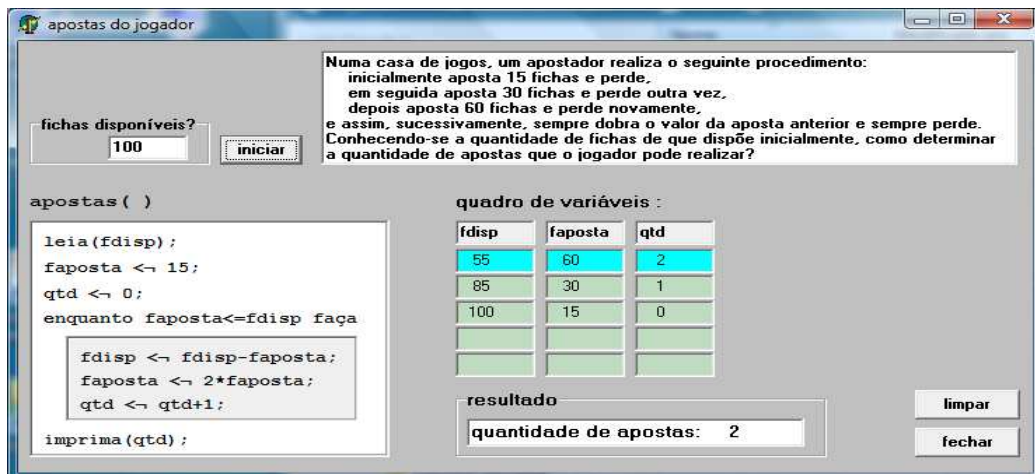 apostas do jogador
Numa casa de jogos, um apostador realiza o seguinte procedimento:
inicialmente aposta 15 fichas e perde,
em seguida aposta 30 fichas e perde outra vez,
depois aposta 60 fichas e perde novamente,
e assim, sucessivamente, sempre dobra o valor da aposta anterior e sempre perde.
Conhecendo-se a quantidade de fichas de que dispõe inicialmente, como determinar
a quantidade de apostas que o jogador pode realizar?
fichas disponíveis?
100
iniciar
apostas( )
leia(fdisp);
faposta <¬ 15;
qtd <¬ 0;
enquanto faposta<=fdisp faça
fdisp <¬ fdisp-faposta;
faposta <¬ 2*faposta;
qtd <¬ qtd+1;
imprima(qtd);
quadro de variáveis :
fdisp faposta qtd
55 60 2
85 30 1
100 15 0
resultado
quantidade de apostas: 2
limpar
fechar